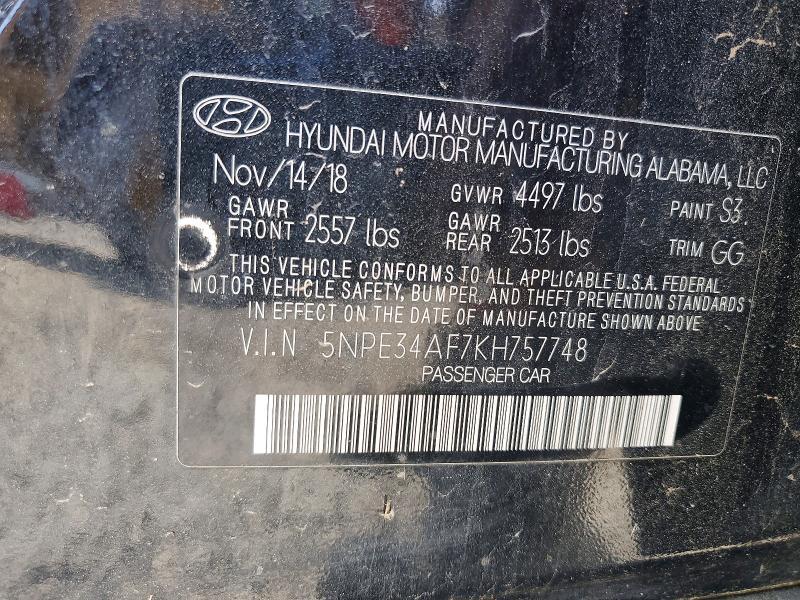 MANUFACTURED BY
HYUNDAI MOTOR MANUFACTURING ALABAMA, LLC
Nov/14/18 GVWR 4497 lbs PAINT S3
GAWR FRONT 2557 lbs GAWR REAR 2513 lbs TRIM GG
THIS VEHICLE CONFORMS TO ALL APPLICABLE U.S.A. FEDERAL
MOTOR VEHICLE SAFETY, BUMPER, AND THEFT PREVENTION STANDARDS
IN EFFECT ON THE DATE OF MANUFACTURE SHOWN ABOVE
V.I.N 5NPE34AF7KH757748
PASSENGER CAR